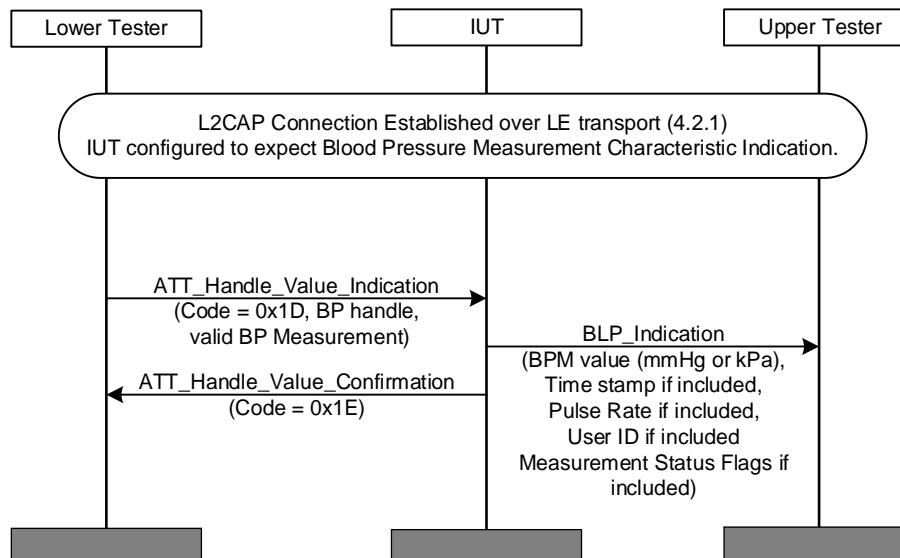 Lower Tester
IUT
Upper Tester
L2CAP Connection Established over LE transport (4.2.1)
IUT configured to expect Blood Pressure Measurement Characteristic Indication.
ATT_Handle_Value_Indication
(Code = 0x1D, BP handle,
valid BP Measurement)
BLP_Indication
(BPM value (mmHg or kPa),
Time stamp if included,
Pulse Rate if included,
User ID if included
Measurement Status Flags if
included)
ATT_Handle_Value_Confirmation
(Code = 0x1E)